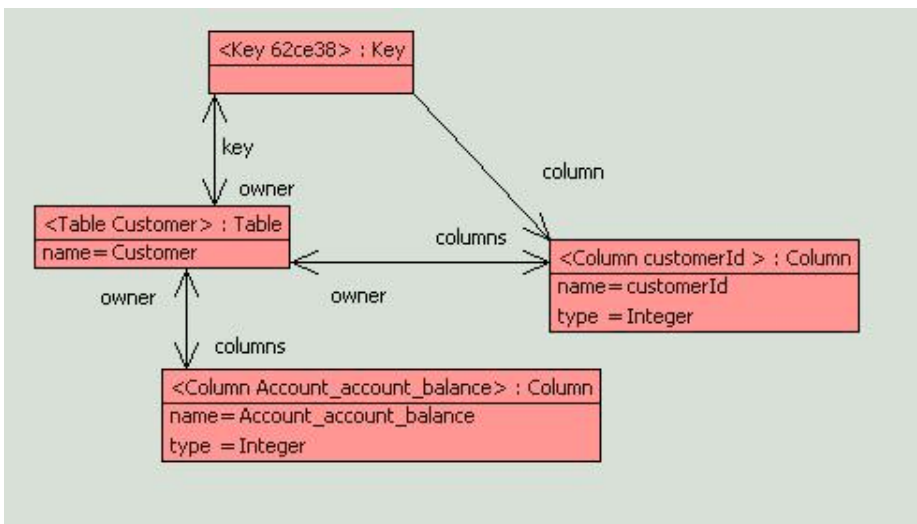 <Key 62ce38> : Key
key
column
owner
<Table Customer> : Table
name=Customer
columns
<Column customerId > : Column
name=customerId
type =Integer
owner
owner
columns
<Column Account_account_balance> : Column
name=Account_account_balance
type =Integer